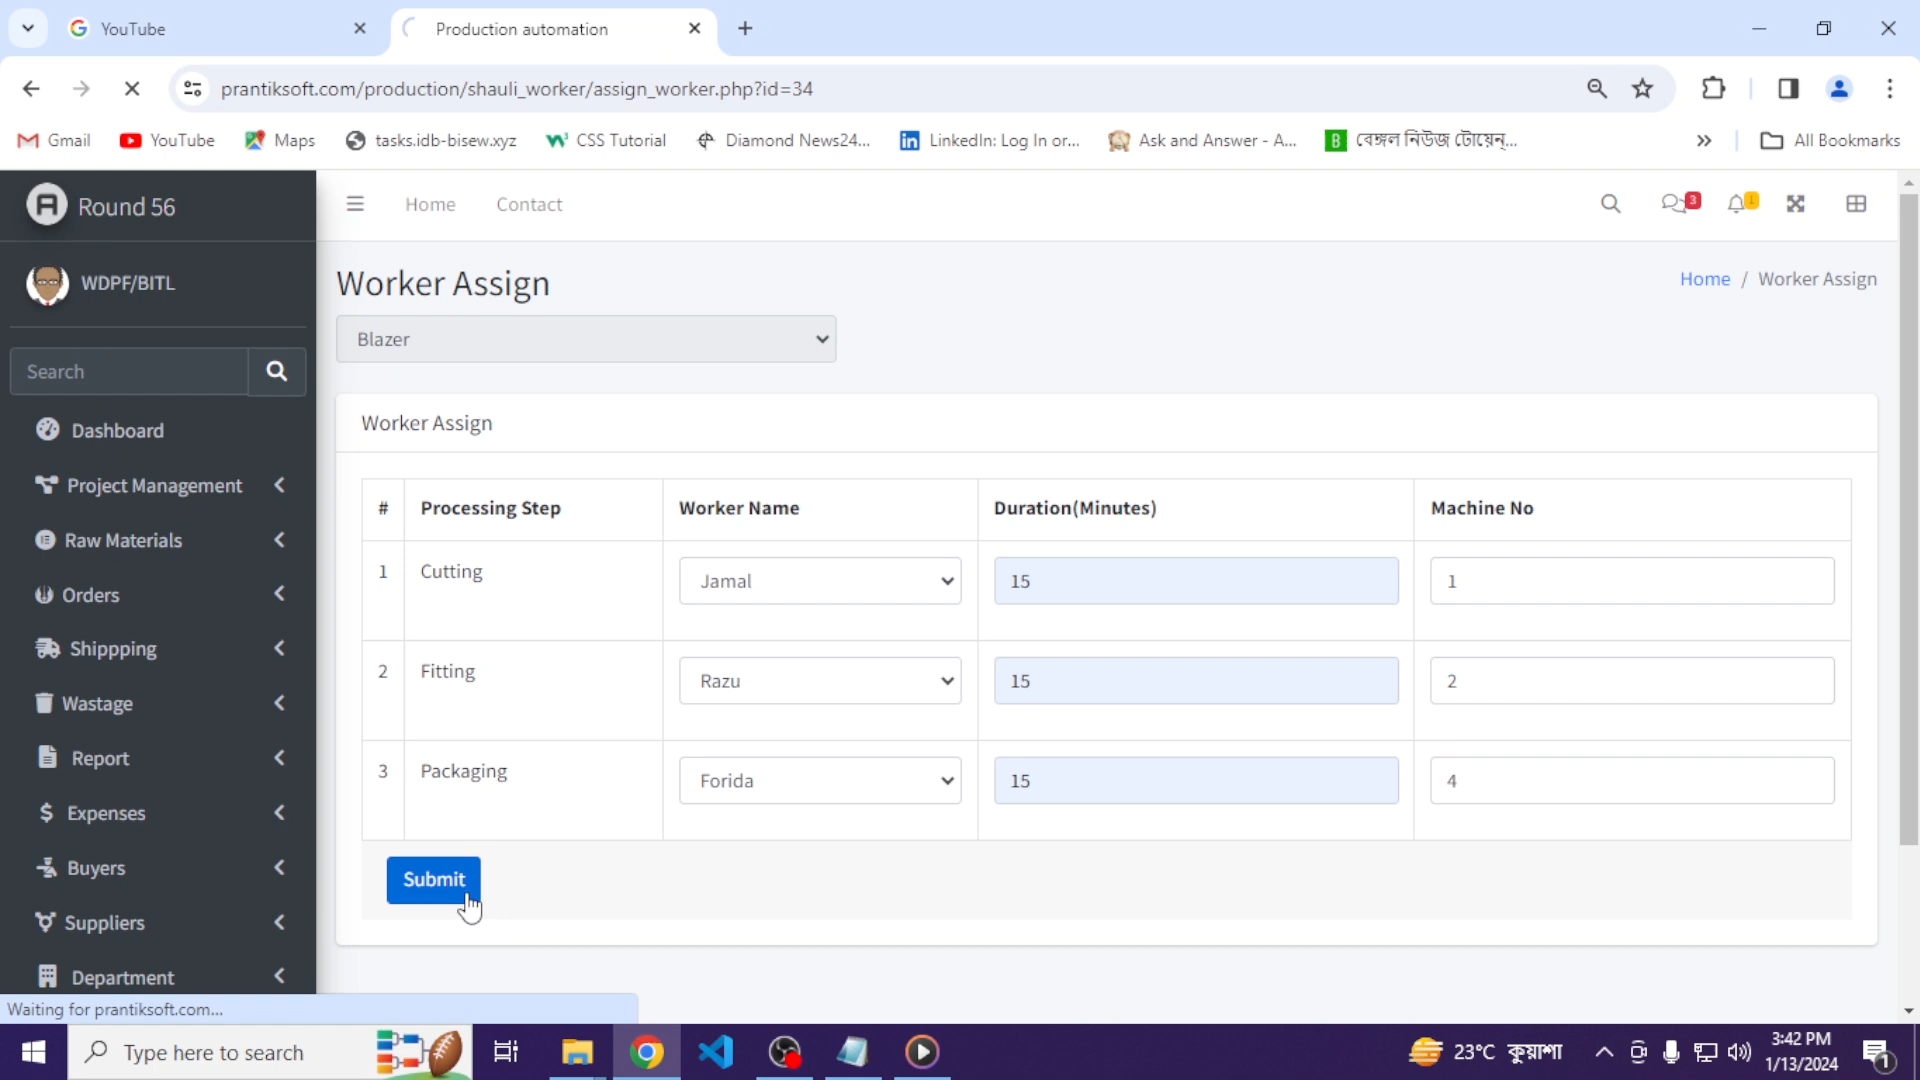 YouTube
Production automation
prantiksoft.com/production/shauli_worker/assign_worker.php?id=34
Gmail
YouTube
Maps
tasks.idb-bisew.xyz
CSS Tutorial
Diamond News24...
LinkedIn: Log In or...
Ask and Answer - A...
B
বেঙ্গল নিউজ টোয়েন্...
All Bookmarks
Round 56
Home
Contact
3
1
WDPF/BITL
Worker Assign
Home / Worker Assign
Blazer
Search
Worker Assign
Dashboard
Project Management
Raw Materials
Orders
Shippping
Wastage
Report
Expenses
Buyers
Suppliers
Department
# Processing Step Worker Name Duration(Minutes) Machine No
1 Cutting Jamal 15 1
2 Fitting Razu 15 2
3 Packaging Forida 15 4
Submit
Waiting for prantiksoft.com...
Type here to search
23°C কুয়াশা
3:42 PM
1/13/2024
1